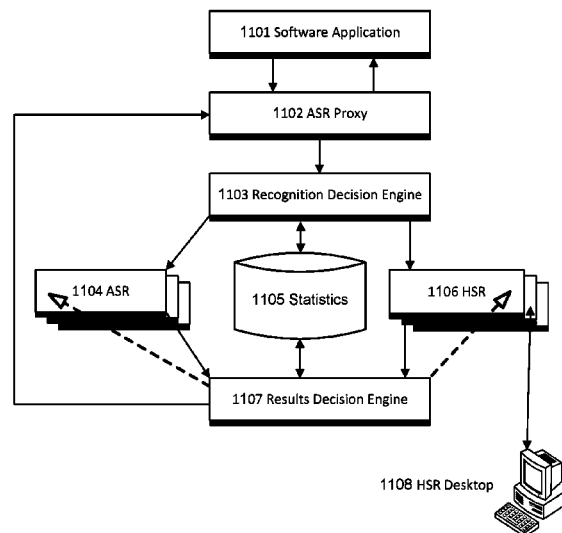 1101 Software Application
1102 ASR Proxy
1103 Recognition Decision Engine
1104 ASR
1105 Statistics
1106 HSR
1107 Results Decision Engine
1108 HSR Desktop